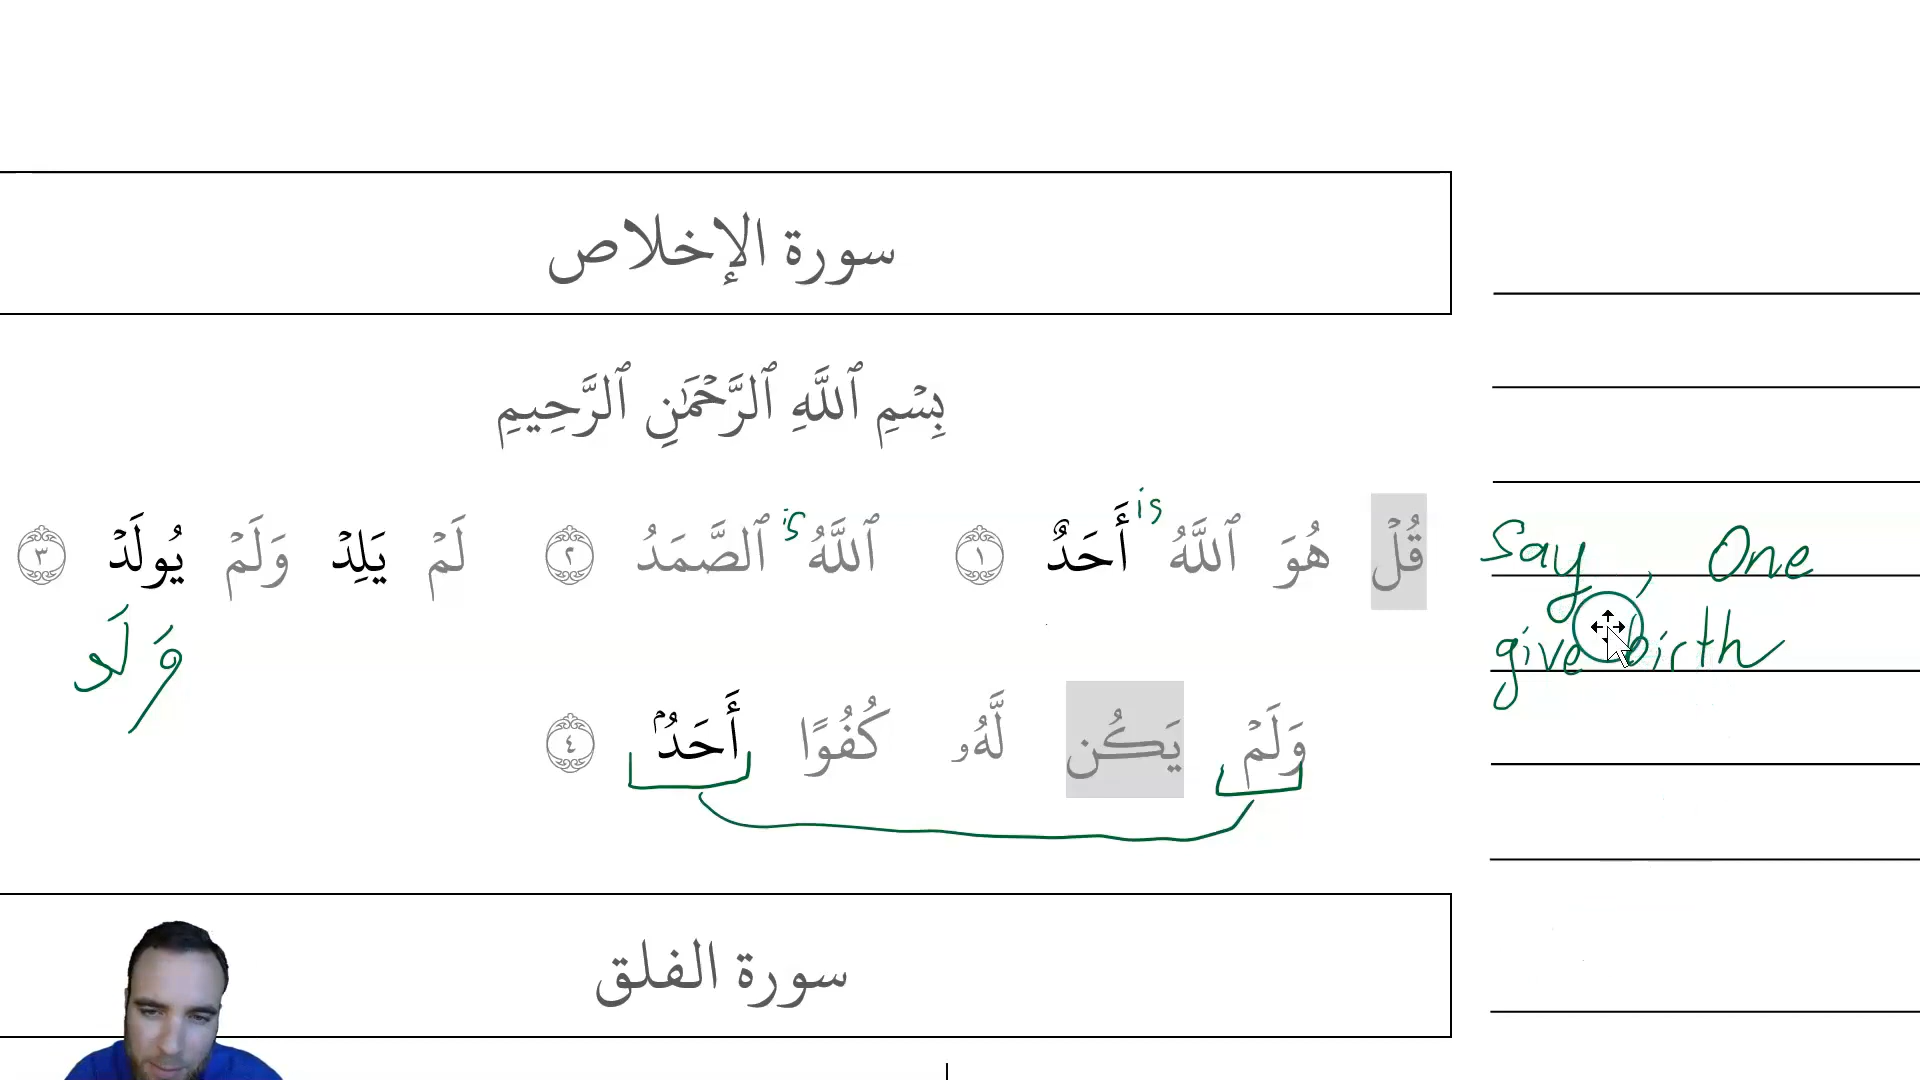 سورة الإخلاص
بِسْمِ ٱللَّهِ ٱلرَّحْمَٰنِ ٱلرَّحِيمِ
is is
قُلْ هُوَ ٱللَّهُ أَحَدٌ ١ ٱللَّهُ ٱلصَّمَدُ ٢ لَمْ يَلِدْ وَلَمْ يُولَدْ ٣
Say, One
وَلَد
give birth
وَلَمْ يَكُن لَّهُۥ كُفُوًا أَحَدٌۢ ٤
سورة الفلق